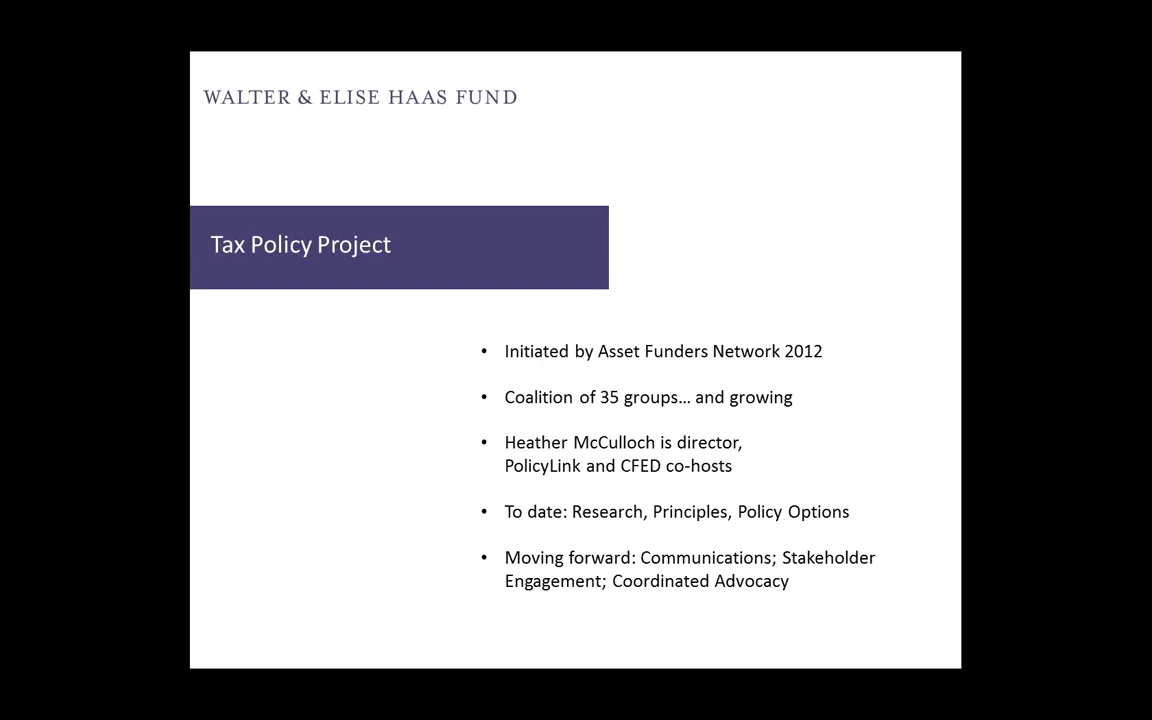 WALTER & ELISE HAAS FUND
Tax Policy Project
• Initiated by Asset Funders Network 2012
• Coalition of 35 groups... and growing
• Heather McCulloch is director,
PolicyLink and CFED co-hosts
• To date: Research, Principles, Policy Options
• Moving forward: Communications; Stakeholder
Engagement; Coordinated Advocacy